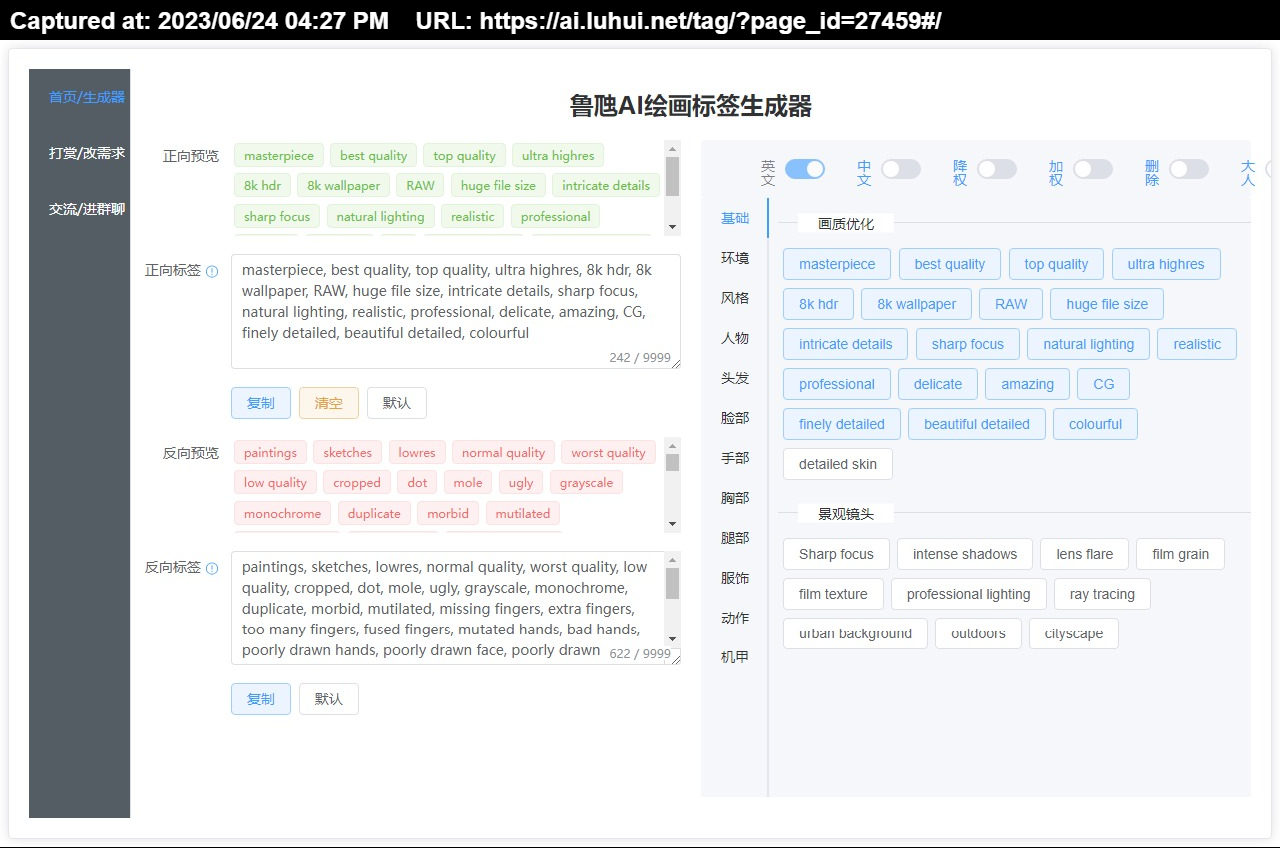 Captured at: 2023/06/24 04:27 PM URL: https://ai.luhui.net/tag/?page_id=27459#/
首页/生成器
打赏/改需求
交流/进群聊
鲁虺AI绘画标签生成器
正向预览
masterpiece best quality top quality ultra highres
8k hdr 8k wallpaper RAW huge file size intricate details
sharp focus natural lighting realistic professional
正向标签
masterpiece, best quality, top quality, ultra highres, 8k hdr, 8k
wallpaper, RAW, huge file size, intricate details, sharp focus,
natural lighting, realistic, professional, delicate, amazing, CG,
finely detailed, beautiful detailed, colourful
242 / 9999
复制 清空 默认
反向预览
paintings sketches lowres normal quality worst quality
low quality cropped dot mole ugly grayscale
monochrome duplicate morbid mutilated
反向标签
paintings, sketches, lowres, normal quality, worst quality, low
quality, cropped, dot, mole, ugly, grayscale, monochrome,
duplicate, morbid, mutilated, missing fingers, extra fingers,
too many fingers, fused fingers, mutated hands, bad hands,
poorly drawn hands, poorly drawn face, poorly drawn
622 / 9999
复制 默认
英文 中文 降权 加权 删除 大人
基础
环境
风格
人物
头发
脸部
手部
胸部
腿部
服饰
动作
机甲
画质优化
masterpiece best quality top quality ultra highres
8k hdr 8k wallpaper RAW huge file size
intricate details sharp focus natural lighting realistic
professional delicate amazing CG
finely detailed beautiful detailed colourful
detailed skin
景观镜头
Sharp focus intense shadows lens flare film grain
film texture professional lighting ray tracing
urban background outdoors cityscape